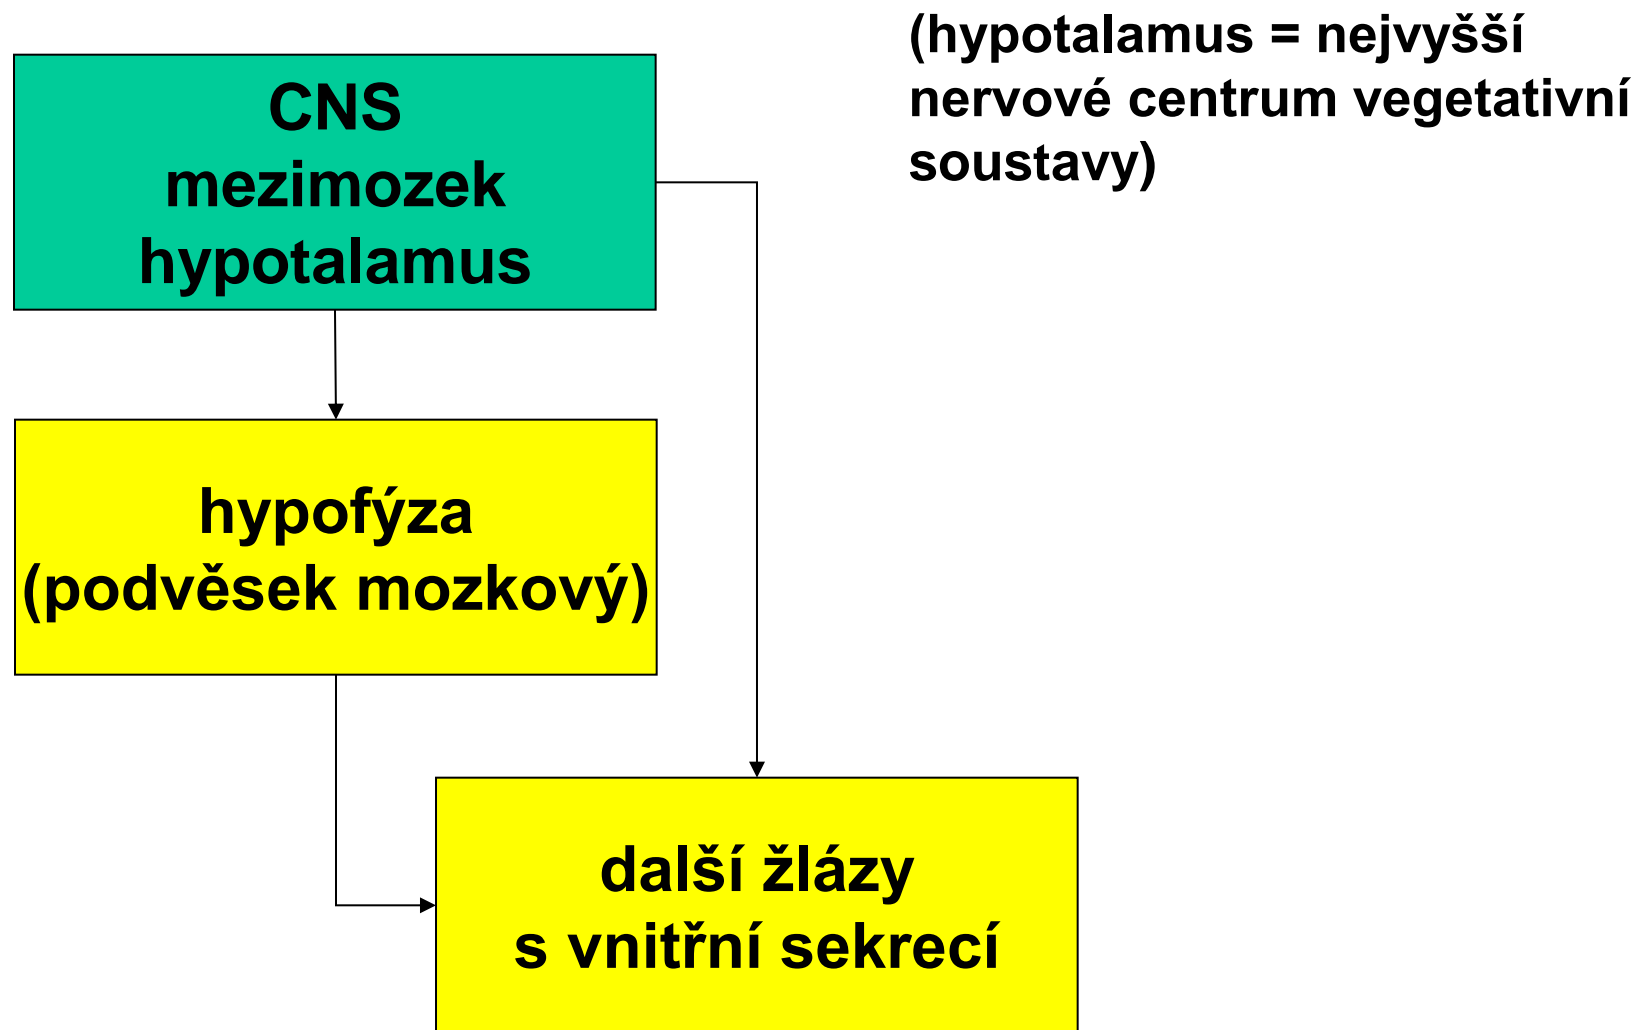 (hypotalamus = nejvyšší
nervové centrum vegetativní
soustavy)
CNS
mezimozek
hypotalamus
hypofýza
(podvěsek mozkový)
další žlázy
s vnitřní sekrecí